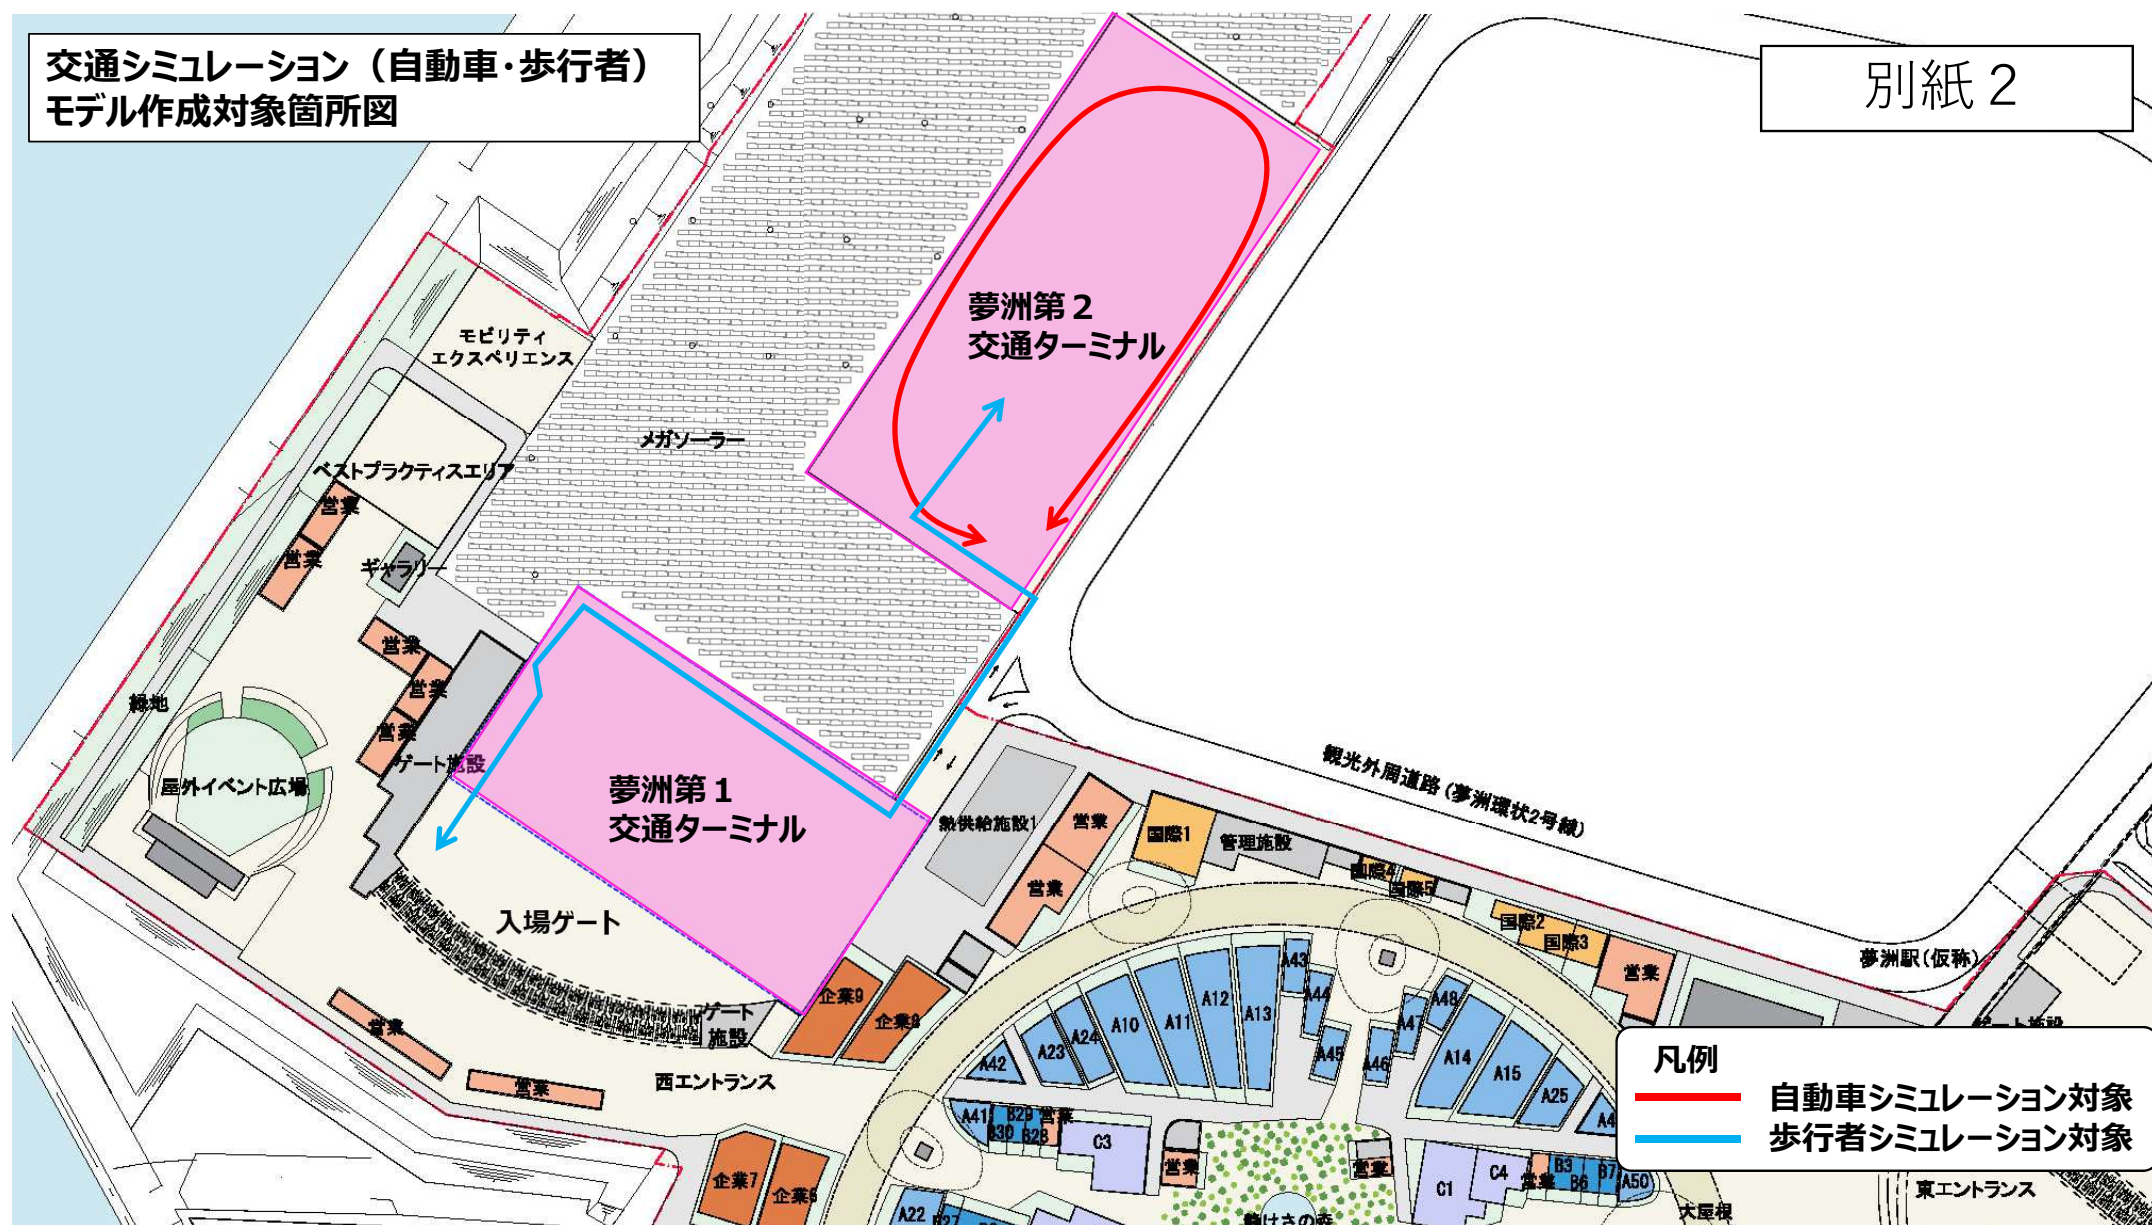 交通シミュレーション（自動車・歩行者）
モデル作成対象箇所図
別紙２
夢洲第２
交通ターミナル
モビリティ
エクスペリエンス
メガソーラー
ベストプラクティスエリア
営業
営業
ギャラリー
営業
営業
営業
緑地
ゲート施設
屋外イベント広場
夢洲第１
交通ターミナル
観光外周道路（夢洲環状2号線）
熱供給施設1
営業
営業
国際1
管理施設
国際4
国際5
国際2
国際3
営業
夢洲駅（仮称）
入場ゲート
企業9
企業8
ゲート
施設
営業
営業
西エントランス
A42
A23
A24
A10
A11
A12
A13
A43
A44
A45
A46
A47
A48
A14
A15
A25
ゲート施設
A41
B29
営業
B30
B28
C3
営業
営業
C1
C4
営業
B3
B6
B7
A50
企業7
企業6
A22
B27
大屋根
東エントランス
凡例
自動車シミュレーション対象
歩行者シミュレーション対象